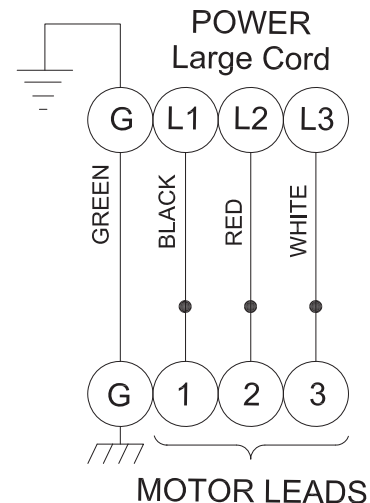 POWER
Large Cord
G L1 L2 L3
GREEN
BLACK
RED
WHITE
G 1 2 3
MOTOR LEADS